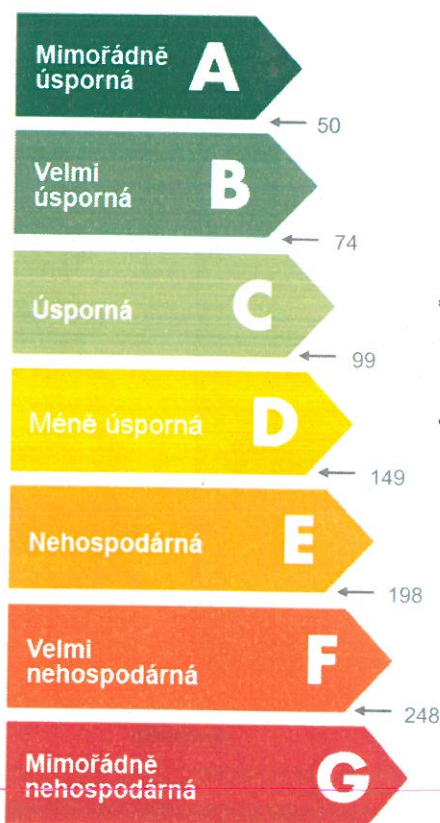 Mimořádně
úsporná
A
50
Velmi
úsporná
B
74
Úsporná
C
99
Méně úsporná
D
149
Nehospodárná
E
198
Velmi
nehospodárná
F
248
Mimořádně
nehospodárná
G